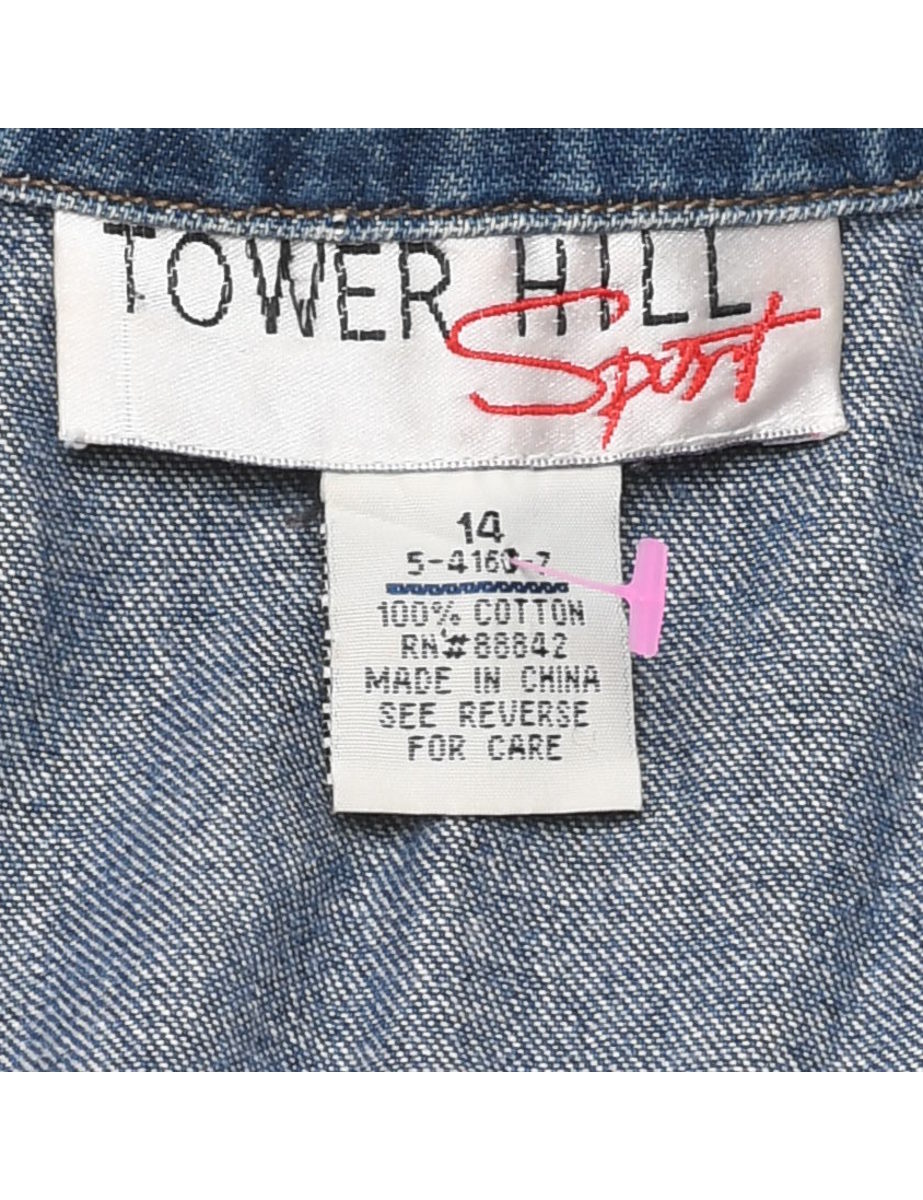 TOWER HILL
Sport
14
100% COTTON
RN#88842
MADE IN CHINA
SEE REVERSE
FOR CARE